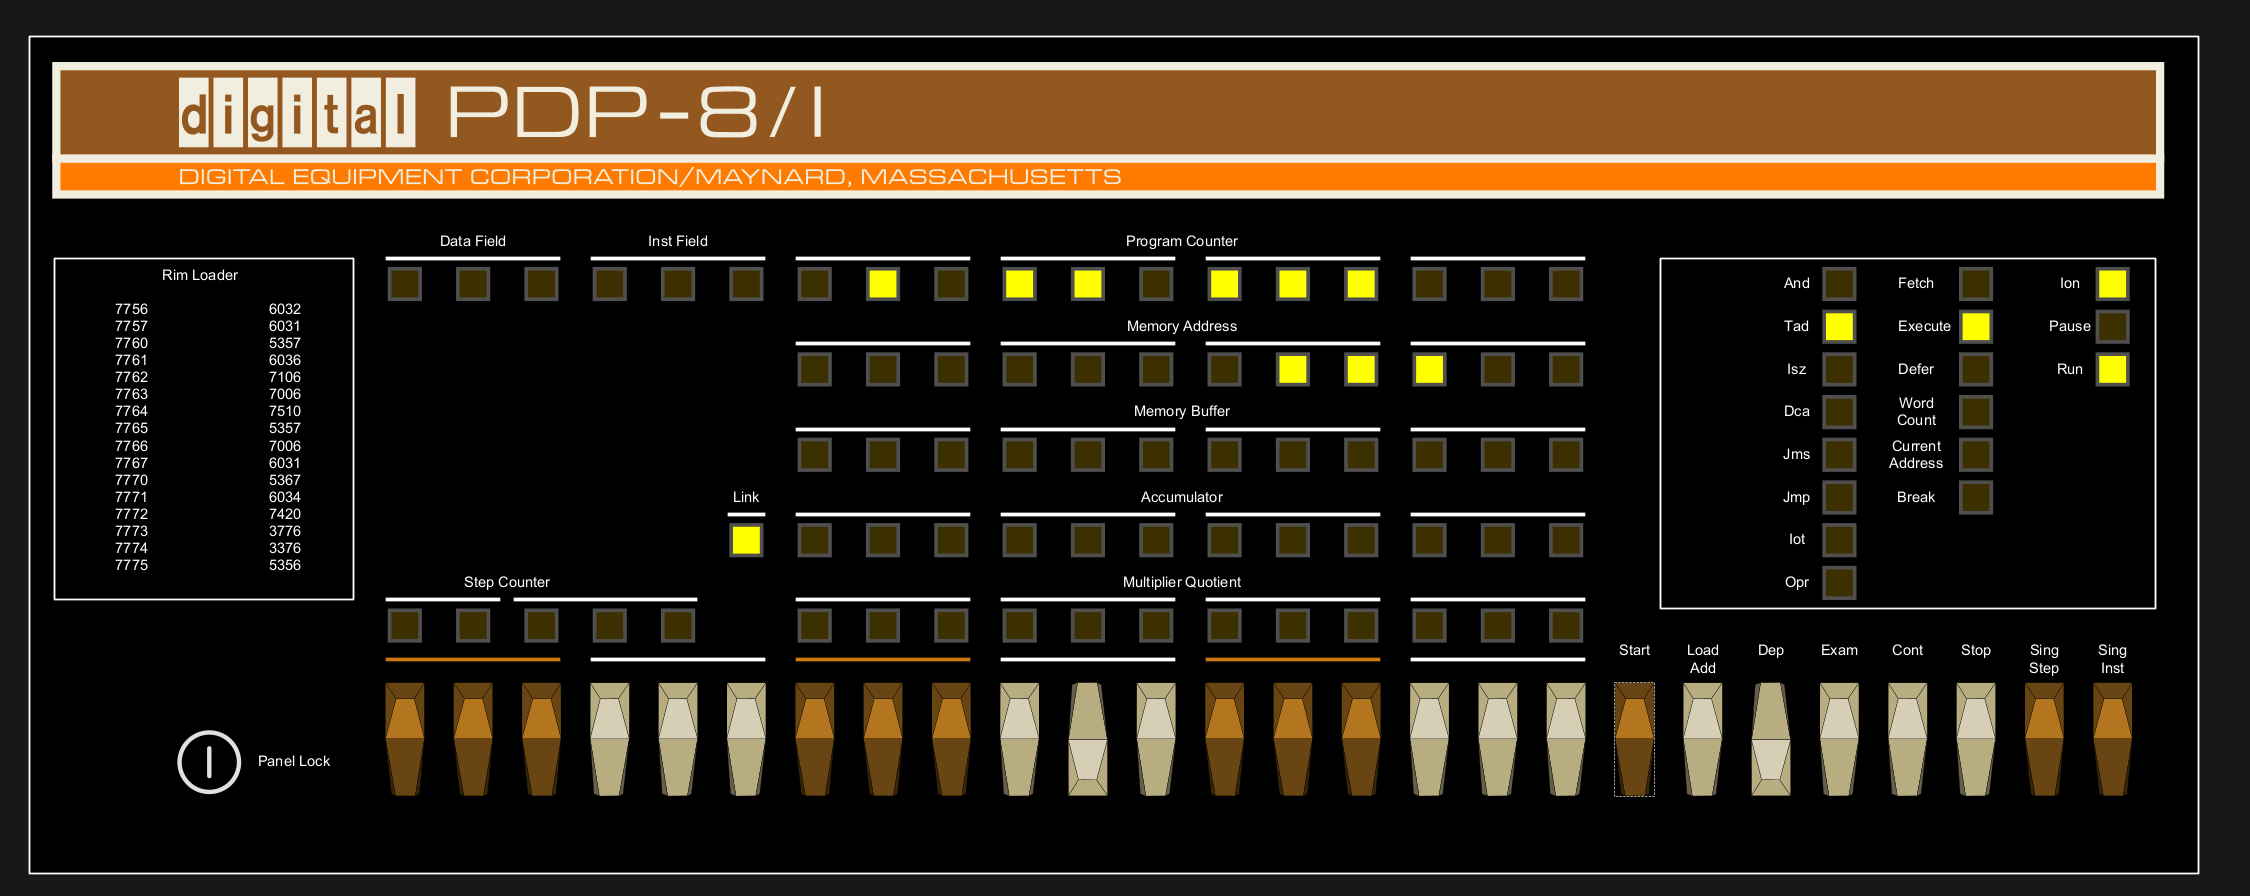 digital PDP-8/I
DIGITAL EQUIPMENT CORPORATION/MAYNARD, MASSACHUSETTS
Rim Loader
7756 6032
7757 6031
7760 5357
7761 6036
7762 7106
7763 7006
7764 7510
7765 5357
7766 7006
7767 6031
7770 5367
7771 6034
7772 7420
7773 3776
7774 3376
7775 5356
Data Field Inst Field Program Counter
Memory Address
Memory Buffer
Link Accumulator
Step Counter Multiplier Quotient
And Fetch Ion
Tad Execute Pause
Isz Defer Run
Dca Word Count
Jms Current Address
Jmp Break
Iot
Opr
Start Load Add Dep Exam Cont Stop Sing Step Sing Inst
Panel Lock